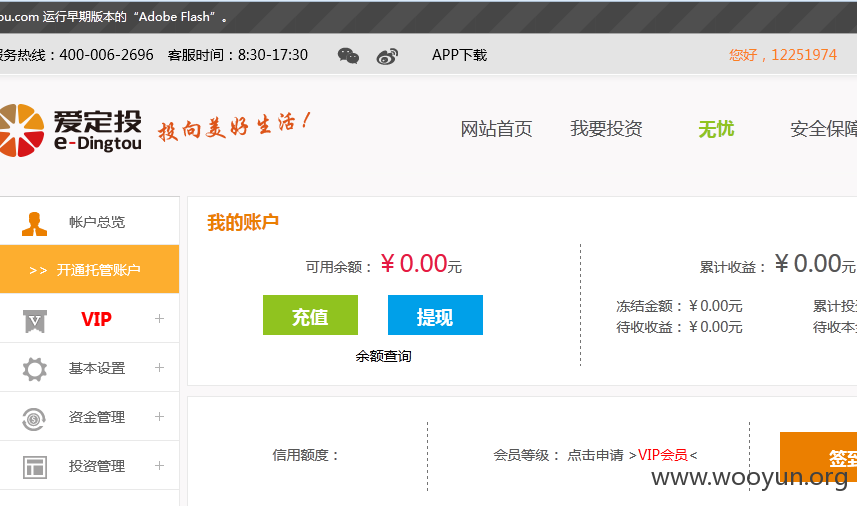 ou.com 运行早期版本的“Adobe Flash”。
服务热线：400-006-2696 客服时间：8:30-17:30 APP下载 您好，12251974
爱定投
e-Dingtou
投向美好生活！
网站首页 我要投资 无忧 安全保障
帐户总览
>> 开通托管账户
VIP +
基本设置 +
资金管理 +
投资管理 +
我的账户
可用余额：￥0.00元
充值 提现
余额查询
累计收益：￥0.00元
冻结金额：￥0.00元 累计投资
待收收益：￥0.00元 待收本金
信用额度：
会员等级： 点击申请 >VIP会员<
签到
www.wooyun.org